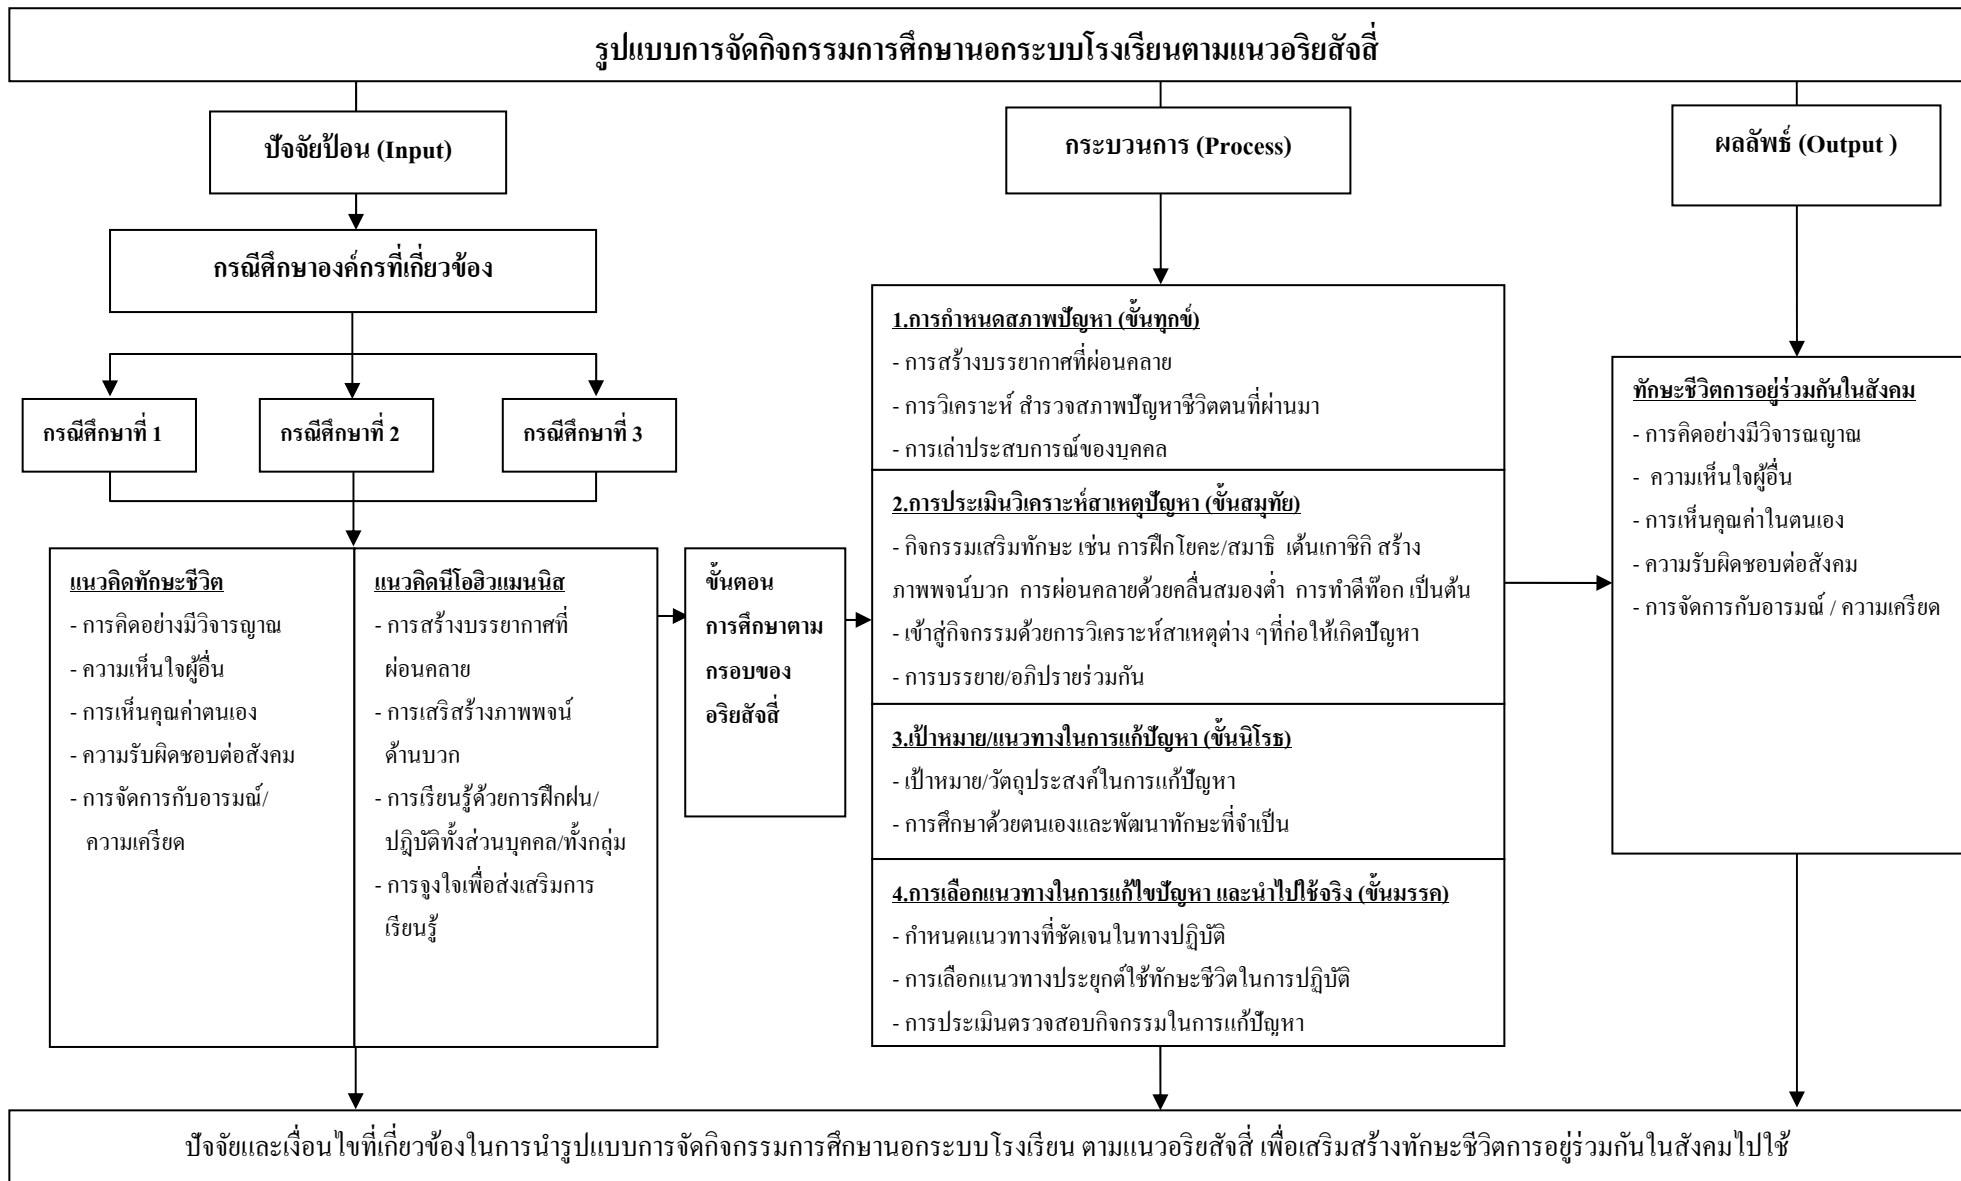 รูปแบบการจัดกิจกรรมการศึกษานอกระบบโรงเรียนตามแนวอริยสัจสี่
ปัจจัยป้อน (Input)
กระบวนการ (Process)
ผลลัพธ์ (Output )
กรณีศึกษาองค์กรที่เกี่ยวข้อง
กรณีศึกษาที่ 1
กรณีศึกษาที่ 2
กรณีศึกษาที่ 3
แนวคิดทักษะชีวิต
- การคิดอย่างมีวิจารญาณ
- ความเห็นใจผู้อื่น
- การเห็นคุณค่าตนเอง
- ความรับผิดชอบต่อสังคม
- การจัดการกับอารมณ์/
ความเครียด
แนวคิดนีโอฮิวแมนนิส
- การสร้างบรรยากาศที่
ผ่อนคลาย
- การเสริสร้างภาพพจน์
ด้านบวก
- การเรียนรู้ด้วยการฝึกฝน/
ปฎิบัติทั้งส่วนบุคคล/ทั้งกลุ่ม
- การจูงใจเพื่อส่งเสริมการ
เรียนรู้
ขั้นตอน
การศึกษาตาม
กรอบของ
อริยสัจสี่
1.การกำหนดสภาพปัญหา (ขั้นทุกข์)
- การสร้างบรรยากาศที่ผ่อนคลาย
- การวิเคราะห์ สำรวจสภาพปัญหาชีวิตตนที่ผ่านมา
- การเล่าประสบการณ์ของบุคคล
2.การประเมินวิเคราะห์สาเหตุปัญหา (ขั้นสมุทัย)
- กิจกรรมเสริมทักษะ เช่น การฝึกโยคะ/สมาธิ เต้นเกาชิกิ สร้าง
ภาพพจน์บวก การผ่อนคลายด้วยคลื่นสมองต่ำ การทำดีท๊อก เป็นต้น
- เข้าสู่กิจกรรมด้วยการวิเคราะห์สาเหตุต่าง ๆที่ก่อให้เกิดปัญหา
- การบรรยาย/อภิปรายร่วมกัน
3.เป้าหมาย/แนวทางในการแก้ปัญหา (ขั้นนิโรธ)
- เป้าหมาย/วัตถุประสงค์ในการแก้ปัญหา
- การศึกษาด้วยตนเองและพัฒนาทักษะที่จำเป็น
4.การเลือกแนวทางในการแก้ไขปัญหา และนำไปใช้จริง (ขั้นมรรค)
- กำหนดแนวทางที่ชัดเจนในทางปฏิบัติ
- การเลือกแนวทางประยุกต์ใช้ทักษะชีวิตในการปฏิบัติ
- การประเมินตรวจสอบกิจกรรมในการแก้ปัญหา
ทักษะชีวิตการอยู่ร่วมกันในสังคม
- การคิดอย่างมีวิจารณญาณ
- ความเห็นใจผู้อื่น
- การเห็นคุณค่าในตนเอง
- ความรับผิดชอบต่อสังคม
- การจัดการกับอารมณ์ / ความเครียด
ปัจจัยและเงื่อนไขที่เกี่ยวข้องในการนำรูปแบบการจัดกิจกรรมการศึกษานอกระบบโรงเรียน ตามแนวอริยสัจสี่ เพื่อเสริมสร้างทักษะชีวิตการอยู่ร่วมกันในสังคมไปใช้